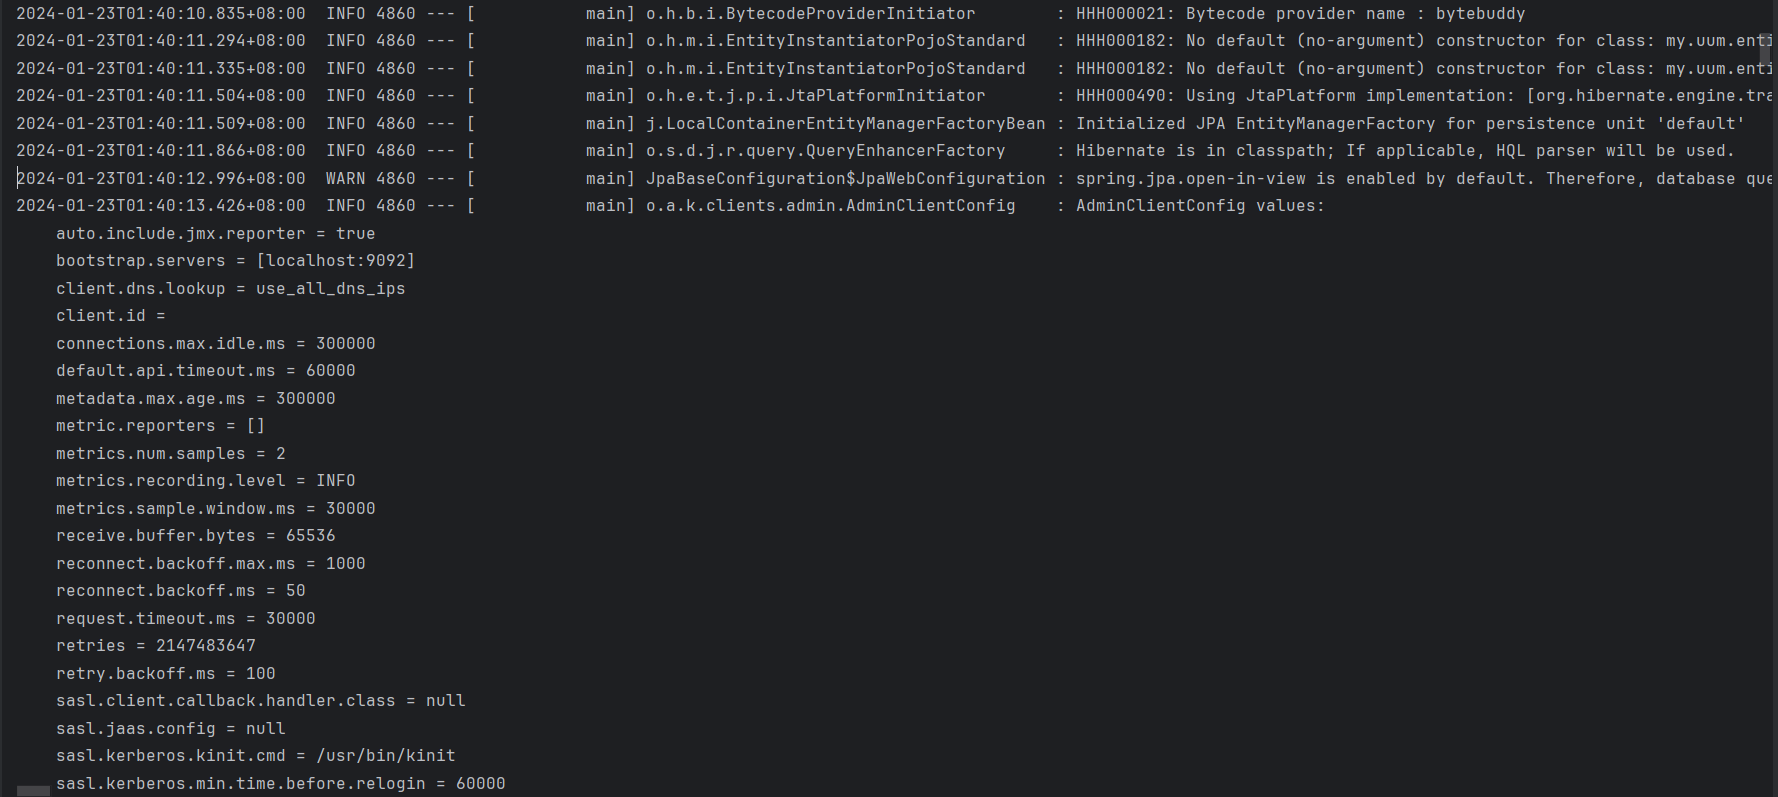 2024-01-23T01:40:10.835+08:00  INFO 4860 --- [           main] o.h.b.i.BytecodeProviderInitiator        : HHH000021: Bytecode provider name : bytebuddy
2024-01-23T01:40:11.294+08:00  INFO 4860 --- [           main] o.h.m.i.EntityInstantiatorPojoStandard   : HHH000182: No default (no-argument) constructor for class: my.uum.enti
2024-01-23T01:40:11.335+08:00  INFO 4860 --- [           main] o.h.m.i.EntityInstantiatorPojoStandard   : HHH000182: No default (no-argument) constructor for class: my.uum.enti
2024-01-23T01:40:11.504+08:00  INFO 4860 --- [           main] o.h.e.t.j.p.i.JtaPlatformInitiator       : HHH000490: Using JtaPlatform implementation: [org.hibernate.engine.tra
2024-01-23T01:40:11.509+08:00  INFO 4860 --- [           main] j.LocalContainerEntityManagerFactoryBean : Initialized JPA EntityManagerFactory for persistence unit 'default'
2024-01-23T01:40:11.866+08:00  INFO 4860 --- [           main] o.s.d.j.r.query.QueryEnhancerFactory     : Hibernate is in classpath; If applicable, HQL parser will be used.
2024-01-23T01:40:12.996+08:00  WARN 4860 --- [           main] JpaBaseConfiguration$JpaWebConfiguration : spring.jpa.open-in-view is enabled by default. Therefore, database que
2024-01-23T01:40:13.426+08:00  INFO 4860 --- [           main] o.a.k.clients.admin.AdminClientConfig    : AdminClientConfig values:
auto.include.jmx.reporter = true
bootstrap.servers = [localhost:9092]
client.dns.lookup = use_all_dns_ips
client.id =
connections.max.idle.ms = 300000
default.api.timeout.ms = 60000
metadata.max.age.ms = 300000
metric.reporters = []
metrics.num.samples = 2
metrics.recording.level = INFO
metrics.sample.window.ms = 30000
receive.buffer.bytes = 65536
reconnect.backoff.max.ms = 1000
reconnect.backoff.ms = 50
request.timeout.ms = 30000
retries = 2147483647
retry.backoff.ms = 100
sasl.client.callback.handler.class = null
sasl.jaas.config = null
sasl.kerberos.kinit.cmd = /usr/bin/kinit
sasl.kerberos.min.time.before.relogin = 60000